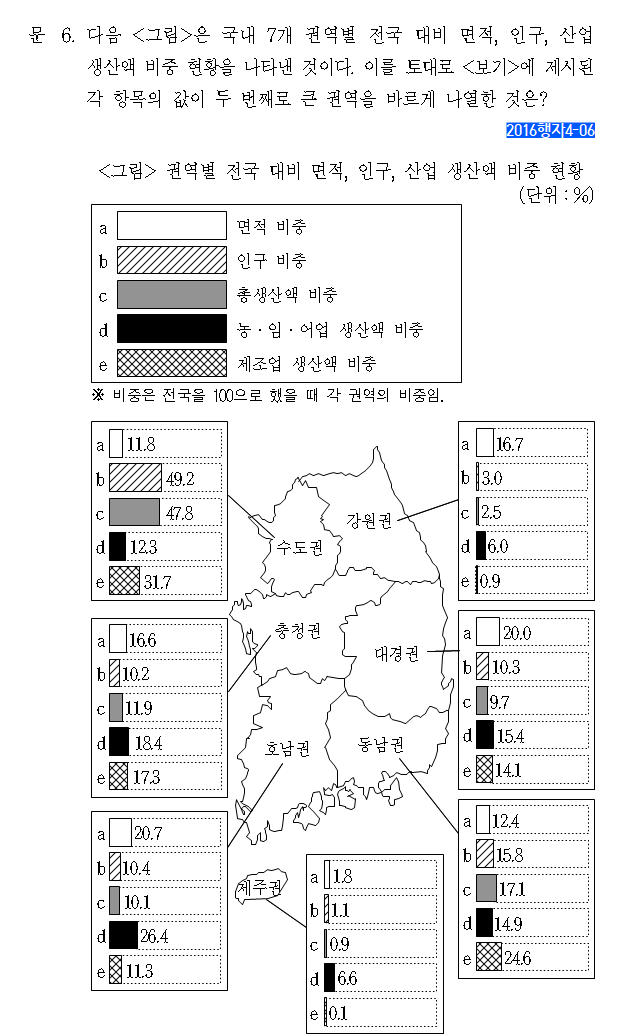 문 6. 다음 <그림>은 국내 7개 권역별 전국 대비 면적, 인구, 산업
생산액 비중 현황을 나타낸 것이다. 이를 토대로 <보기>에 제시된
각 항목의 값이 두 번째로 큰 권역을 바르게 나열한 것은?
2016행자4-06
<그림> 권역별 전국 대비 면적, 인구, 산업 생산액 비중 현황
(단위 : %)
a 면적 비중
b 인구 비중
c 총생산액 비중
d 농·임·어업 생산액 비중
e 제조업 생산액 비중
※ 비중은 전국을 100으로 했을 때 각 권역의 비중임.
a 11.8
b 49.2
c 47.8
d 12.3
e 31.7
수도권
a 16.7
b 3.0
c 2.5
d 6.0
e 0.9
강원권
a 16.6
b 10.2
c 11.9
d 18.4
e 17.3
충청권
a 20.0
b 10.3
c 9.7
d 15.4
e 14.1
대경권
a 20.7
b 10.4
c 10.1
d 26.4
e 11.3
호남권
a 12.4
b 15.8
c 17.1
d 14.9
e 24.6
동남권
제주권
a 1.8
b 1.1
c 0.9
d 6.6
e 0.1